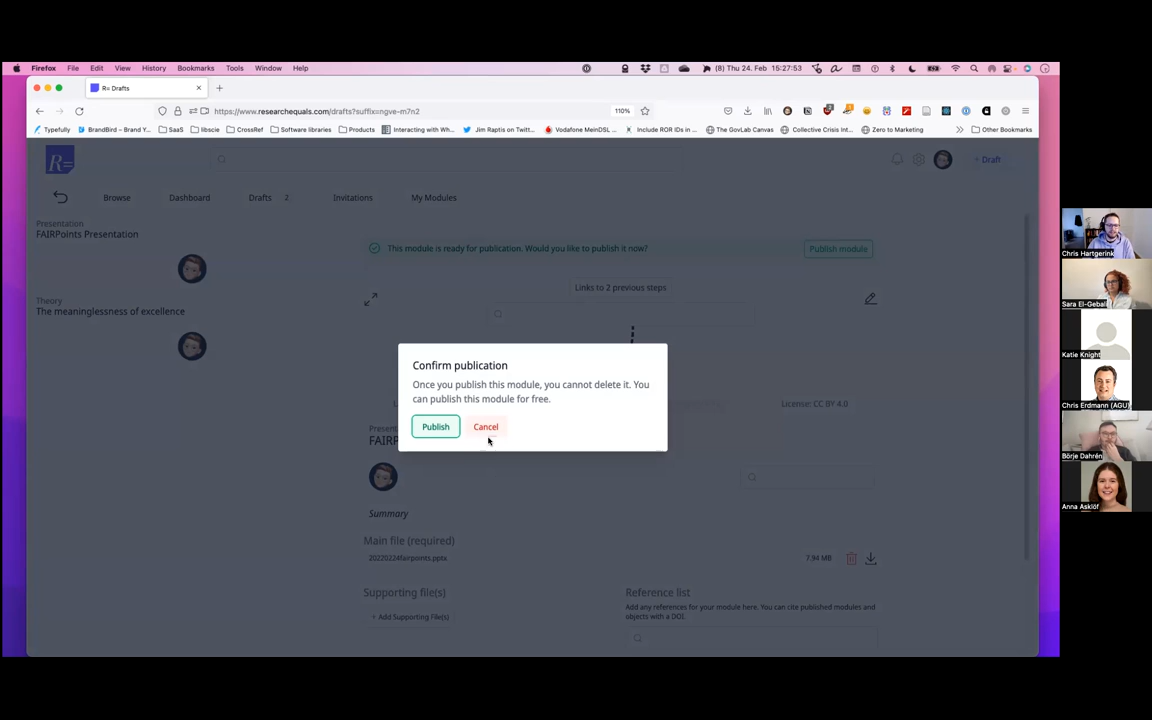 Firefox File Edit View History Bookmarks Tools Window Help
(8) Thu 24. Feb 15:27:53
R= Drafts
https://www.researchequals.com/drafts?suffix=ngve-m7n2
110%
Typefully BrandBird – Brand Y... SaaS libscie CrossRef Software libraries Products Interacting with Wh... Jim Raptis on Twitt... Vodafone MeinDSL ... Include ROR IDs in ... The GovLab Canvas Collective Crisis Int... Zero to Marketing Other Bookmarks
R=
+ Draft
Browse Dashboard Drafts 2 Invitations My Modules
Presentation
FAIRPoints Presentation
Theory
The meaninglessness of excellence
This module is ready for publication. Would you like to publish it now?
Publish module
Links to 2 previous steps
Confirm publication
Once you publish this module, you cannot delete it. You
can publish this module for free.
Publish Cancel
License: CC BY 4.0
Summary
Main file (required)
20220224fairpoints.pptx
7.94 MB
Supporting file(s)
+ Add Supporting File(s)
Reference list
Add any references for your module here. You can cite published modules and
objects with a DOI.
Chris Hartgerink
Sara El-Gebali
Katie Knight
Chris Erdmann (AGU)
Börje Dahrén
Anna Asklöf